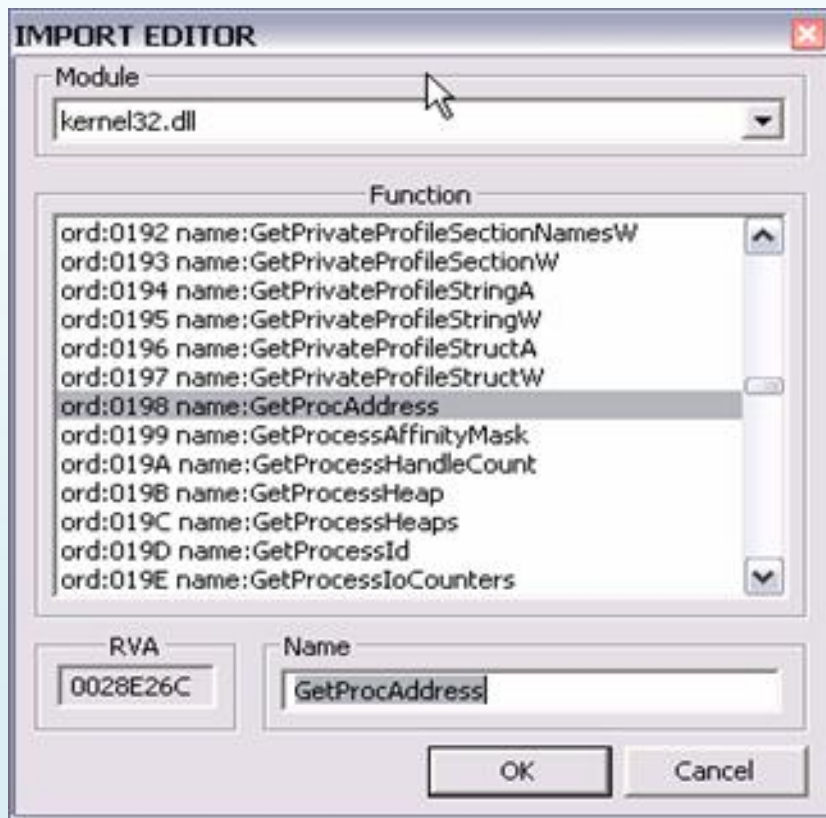 IMPORT EDITOR
Module
kernel32.dll
Function
ord:0192 name:GetPrivateProfileSectionNamesW
ord:0193 name:GetPrivateProfileSectionW
ord:0194 name:GetPrivateProfileStringA
ord:0195 name:GetPrivateProfileStringW
ord:0196 name:GetPrivateProfileStructA
ord:0197 name:GetPrivateProfileStructW
ord:0198 name:GetProcAddress
ord:0199 name:GetProcessAffinityMask
ord:019A name:GetProcessHandleCount
ord:019B name:GetProcessHeap
ord:019C name:GetProcessHeaps
ord:019D name:GetProcessId
ord:019E name:GetProcessIoCounters
RVA
0028E26C
Name
GetProcAddress
OK
Cancel